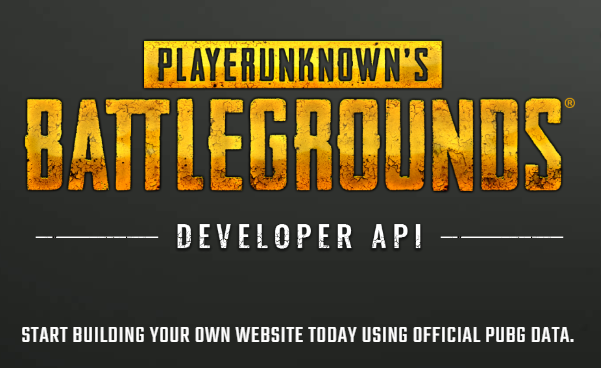 PLAYERUNKNOWN'S
BATTLEGROUNDS®
DEVELOPER API
START BUILDING YOUR OWN WEBSITE TODAY USING OFFICIAL PUBG DATA.